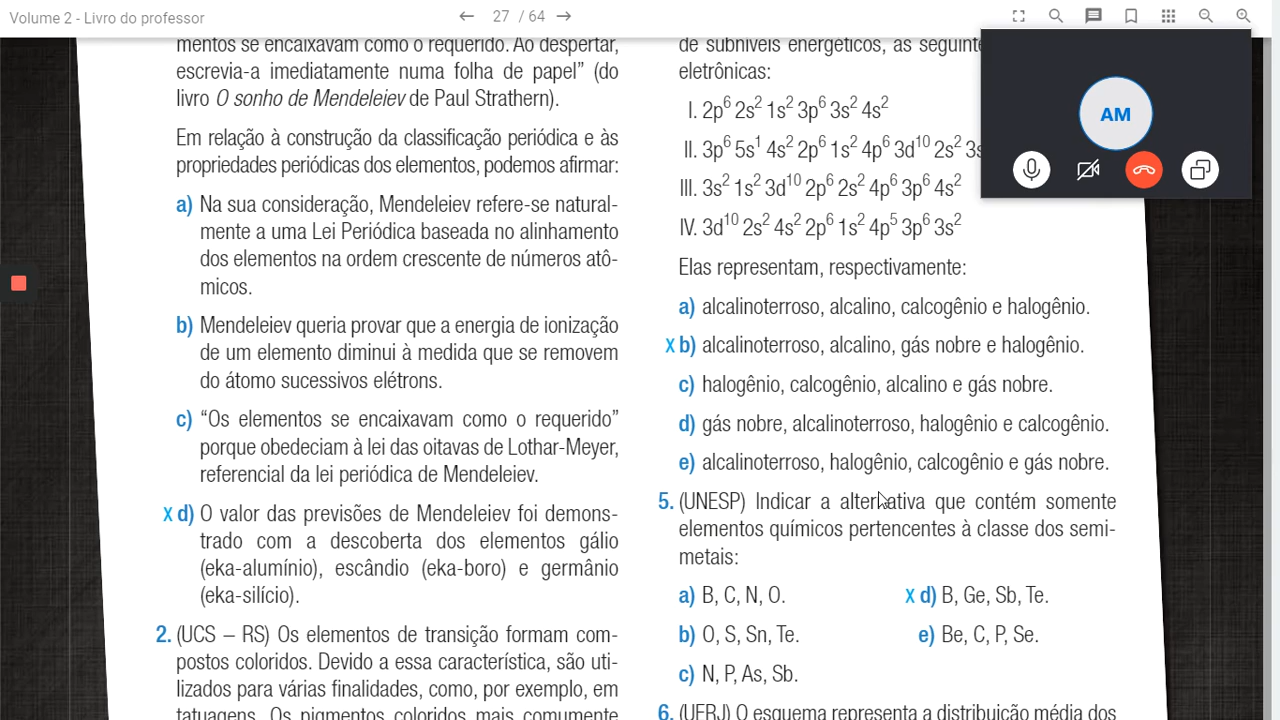 Volume 2 - Livro do professor
← 27 / 64 →
mentos se encaixavam como o requerido. Ao despertar,
escrevia-a imediatamente numa folha de papel” (do
livro O sonho de Mendeleiev de Paul Strathern).
Em relação à construção da classificação periódica e às
propriedades periódicas dos elementos, podemos afirmar:
a) Na sua consideração, Mendeleiev refere-se natural-
mente a uma Lei Periódica baseada no alinhamento
dos elementos na ordem crescente de números atô-
micos.
b) Mendeleiev queria provar que a energia de ionização
de um elemento diminui à medida que se removem
do átomo sucessivos elétrons.
c) “Os elementos se encaixavam como o requerido”
porque obedeciam à lei das oitavas de Lothar-Meyer,
referencial da lei periódica de Mendeleiev.
x d) O valor das previsões de Mendeleiev foi demons-
trado com a descoberta dos elementos gálio
(eka-alumínio), escândio (eka-boro) e germânio
(eka-silício).
2. (UCS – RS) Os elementos de transição formam com-
postos coloridos. Devido a essa característica, são uti-
lizados para várias finalidades, como, por exemplo, em
tatuagens. Os pigmentos coloridos mais comumente
de subníveis energéticos, as seguinte
eletrônicas:
I. 2p⁶ 2s² 1s² 3p⁶ 3s² 4s²
II. 3p⁶ 5s¹ 4s² 2p⁶ 1s² 4p⁶ 3d¹⁰ 2s² 3s
III. 3s² 1s² 3d¹⁰ 2p⁶ 2s² 4p⁶ 3p⁶ 4s²
IV. 3d¹⁰ 2s² 4s² 2p⁶ 1s² 4p⁵ 3p⁶ 3s²
Elas representam, respectivamente:
a) alcalinoterroso, alcalino, calcogênio e halogênio.
x b) alcalinoterroso, alcalino, gás nobre e halogênio.
c) halogênio, calcogênio, alcalino e gás nobre.
d) gás nobre, alcalinoterroso, halogênio e calcogênio.
e) alcalinoterroso, halogênio, calcogênio e gás nobre.
5. (UNESP) Indicar a alternativa que contém somente
elementos químicos pertencentes à classe dos semi-
metais:
a) B, C, N, O.
b) O, S, Sn, Te.
c) N, P, As, Sb.
x d) B, Ge, Sb, Te.
e) Be, C, P, Se.
6. (UERJ) O esquema representa a distribuição média dos
AM